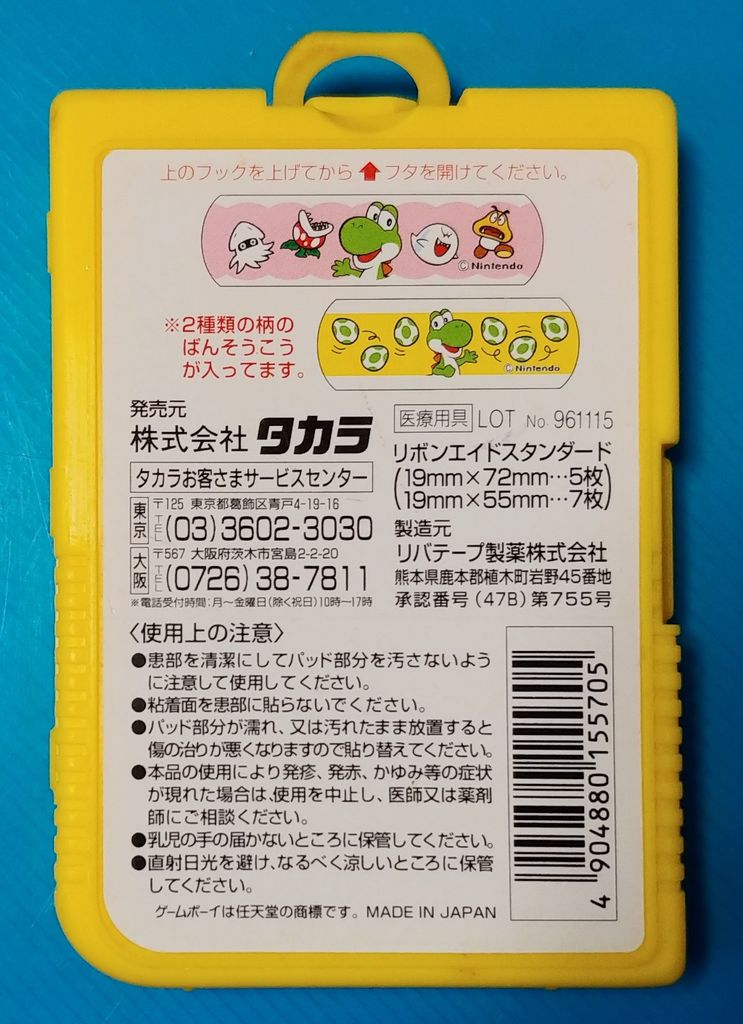 上のフックを上げてから⬆フタを開けてください。
©Nintendo
※2種類の柄の
ばんそうこう
が入ってます。
©Nintendo
発売元
株式会社 タカラ
タカラお客さまサービスセンター
東京 〒125 東京都葛飾区青戸4-19-16
TEL (03)3602-3030
大阪 〒567 大阪府茨木市宮島2-2-20
TEL (0726)38-7811
※電話受付時間:月~金曜日(除く祝日)10時~17時
医療用具 LOT No. 961115
リボンエイドスタンダード
(19mm×72mm…5枚)
(19mm×55mm…7枚)
製造元
リバテープ製薬株式会社
熊本県鹿本郡植木町岩野45番地
承認番号(47B)第755号
〈使用上の注意〉
●患部を清潔にしてパッド部分を汚さないよう
に注意して使用してください。
●粘着面を患部に貼らないでください。
●パッド部分が濡れ、又は汚れたまま放置すると
傷の治りが悪くなりますので貼り替えてください。
●本品の使用により発疹、発赤、かゆみ等の症状
が現れた場合は、使用を中止し、医師又は薬剤
師にご相談ください。
●乳児の手の届かないところに保管してください。
●直射日光を避け、なるべく涼しいところに保管
してください。
ゲームボーイは任天堂の商標です。 MADE IN JAPAN
4 904880 155705